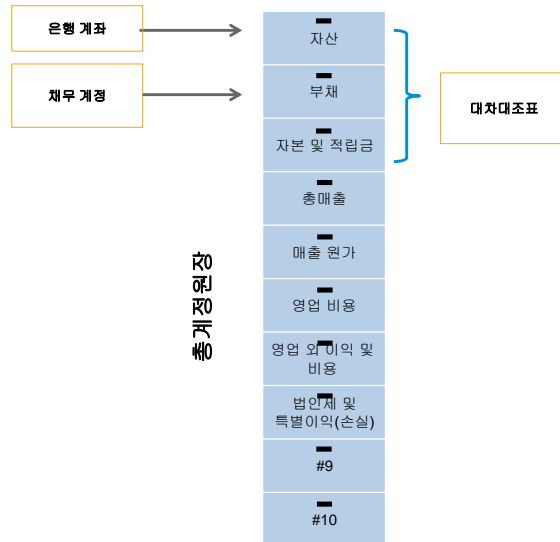 은행 계좌
채무 계정
자산
부채
자본 및 적립금
총매출
매출 원가
영업 비용
영업 외 이익 및
비용
법인세 및
특별이익(손실)
#9
#10
대차대조표
총계정원장